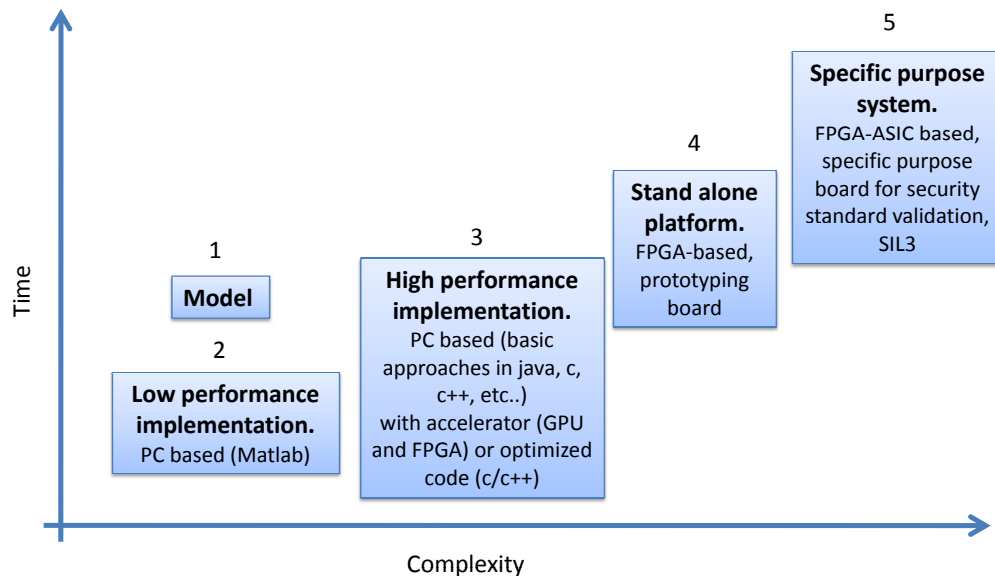 1
Model
2
Low performance
implementation.
PC based (Matlab)
3
High performance
implementation.
PC based (basic
approaches in java, c,
c++, etc..)
with accelerator (GPU
and FPGA) or optimized
code (c/c++)
4
Stand alone
platform.
FPGA-based,
prototyping
board
5
Specific purpose
system.
FPGA-ASIC based,
specific purpose
board for security
standard validation,
SIL3
Time
Complexity